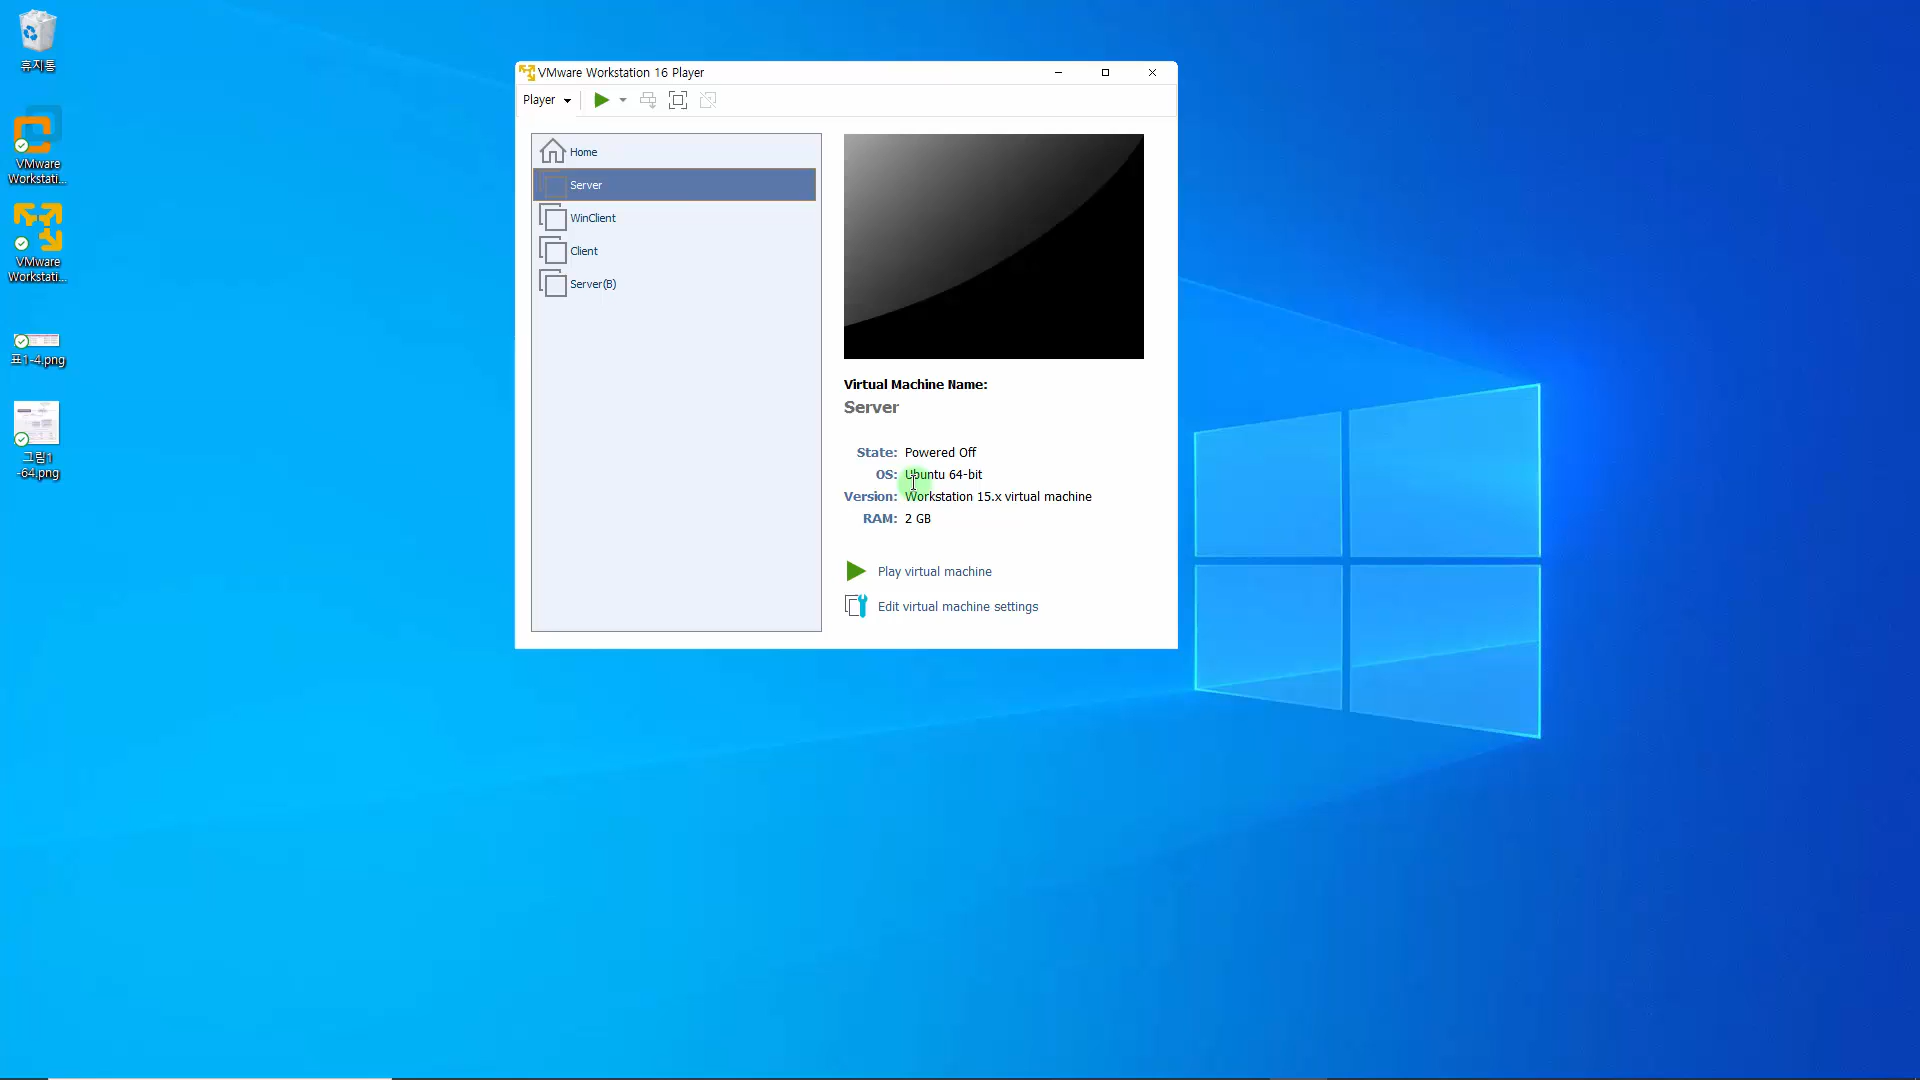 휴지통
VMware
Workstati...
VMware
Workstati...
표1-4.png
그림1
-64.png
VMware Workstation 16 Player
Player
Home
Server
WinClient
Client
Server(B)
Virtual Machine Name:
Server
State: Powered Off
OS: Ubuntu 64-bit
Version: Workstation 15.x virtual machine
RAM: 2 GB
Play virtual machine
Edit virtual machine settings